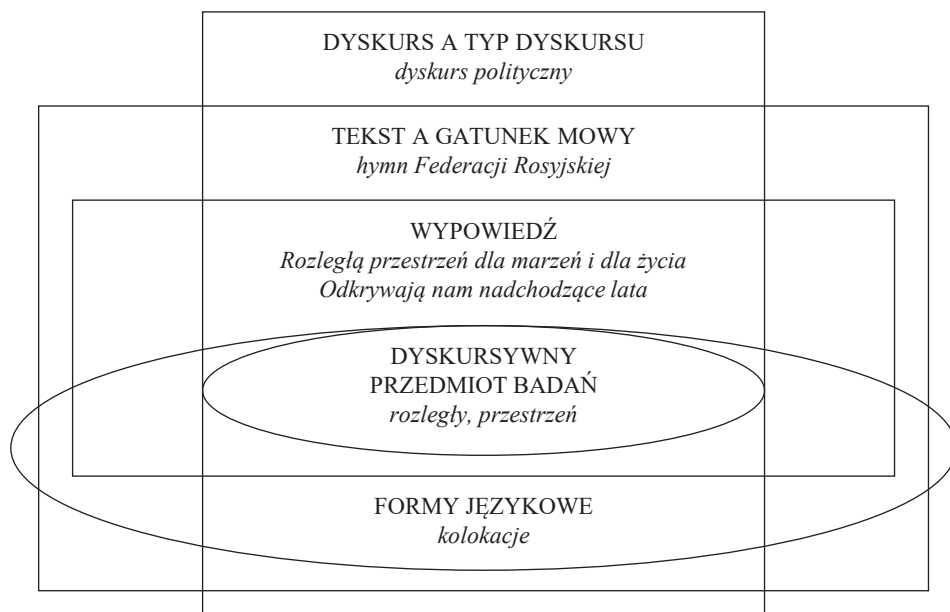 DYSKURS A TYP DYSKURSU
dyskurs polityczny
TEKST A GATUNEK MOWY
hymn Federacji Rosyjskiej
WYPOWIEDŹ
Rozległą przestrzeń dla marzeń i dla życia
Odkrywają nam nadchodzące lata
DYSKURSYWNY
PRZEDMIOT BADAŃ
rozległy, przestrzeń
FORMY JĘZYKOWE
kolokacje